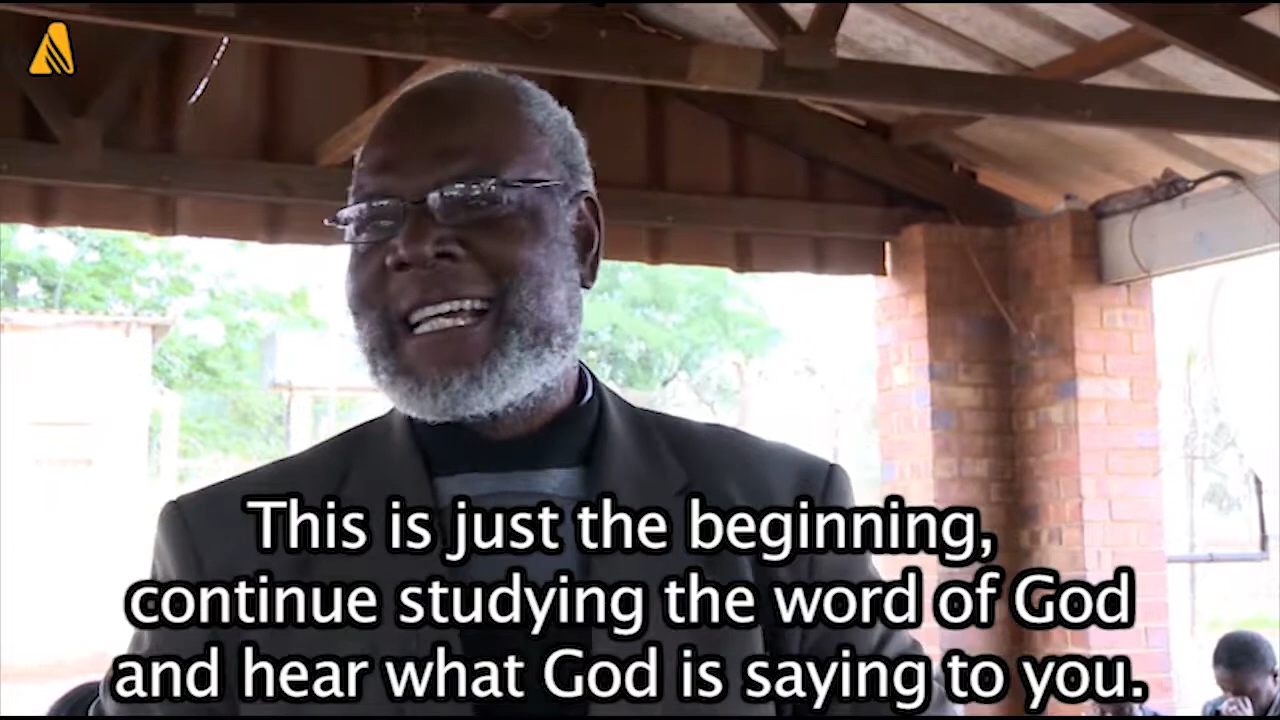 This is just the beginning,
continue studying the word of God
and hear what God is saying to you.